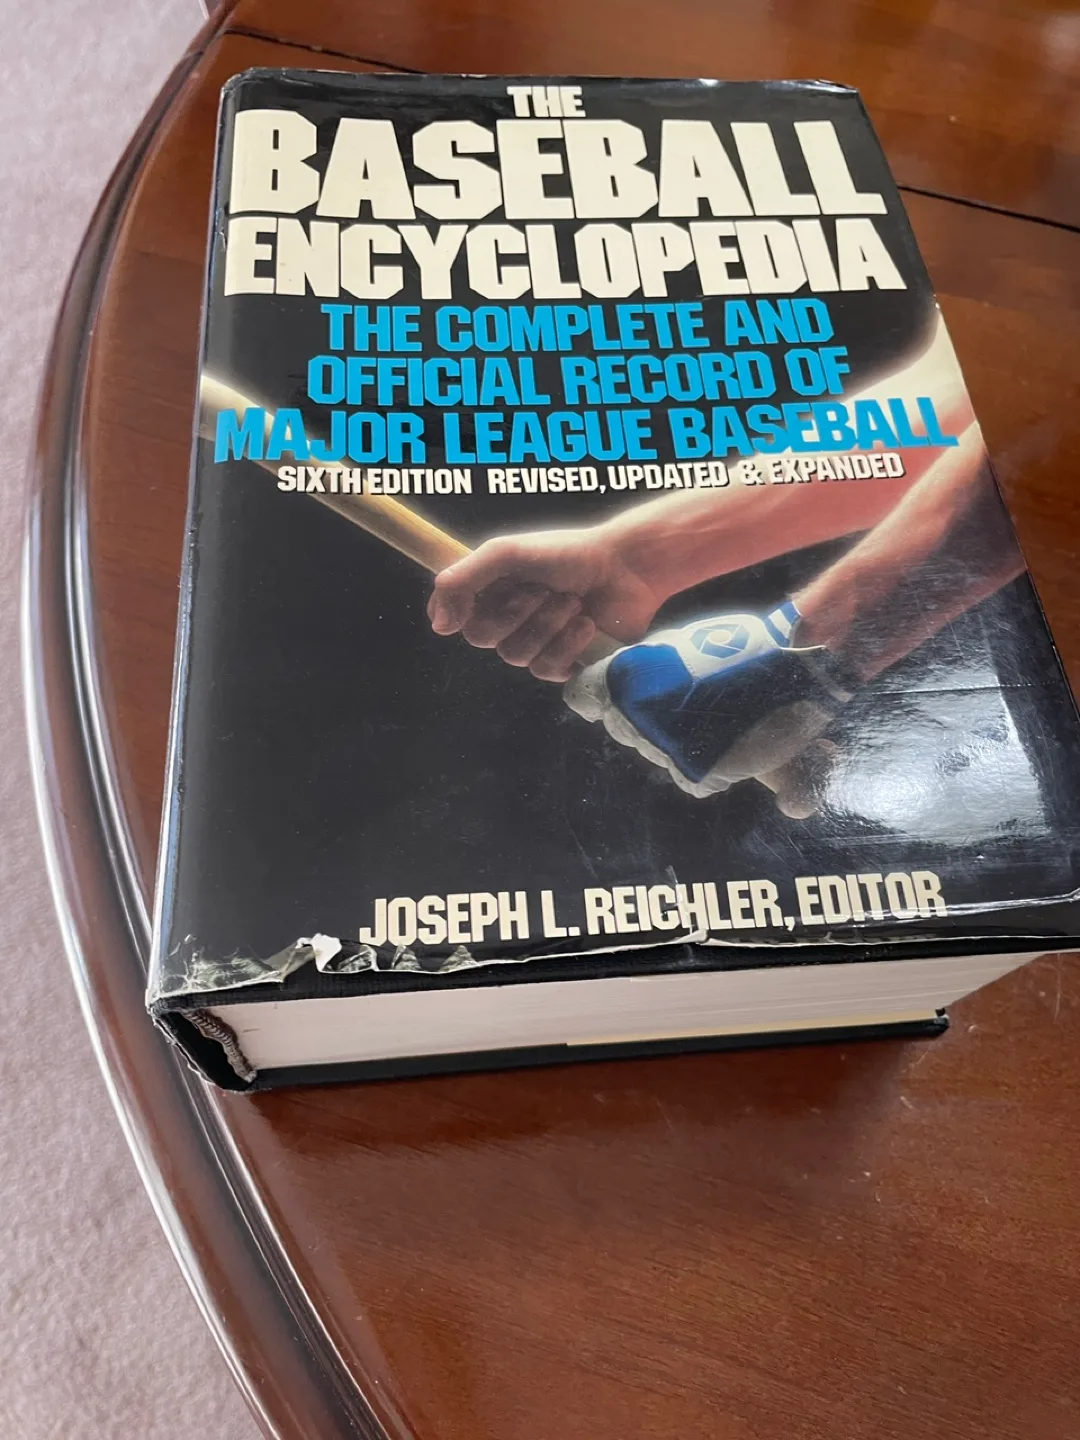 THE
BASEBALL
ENCYCLOPEDIA
THE COMPLETE AND
OFFICIAL RECORD OF
MAJOR LEAGUE BASEBALL
SIXTH EDITION REVISED, UPDATED & EXPANDED
JOSEPH L. REICHLER, EDITOR